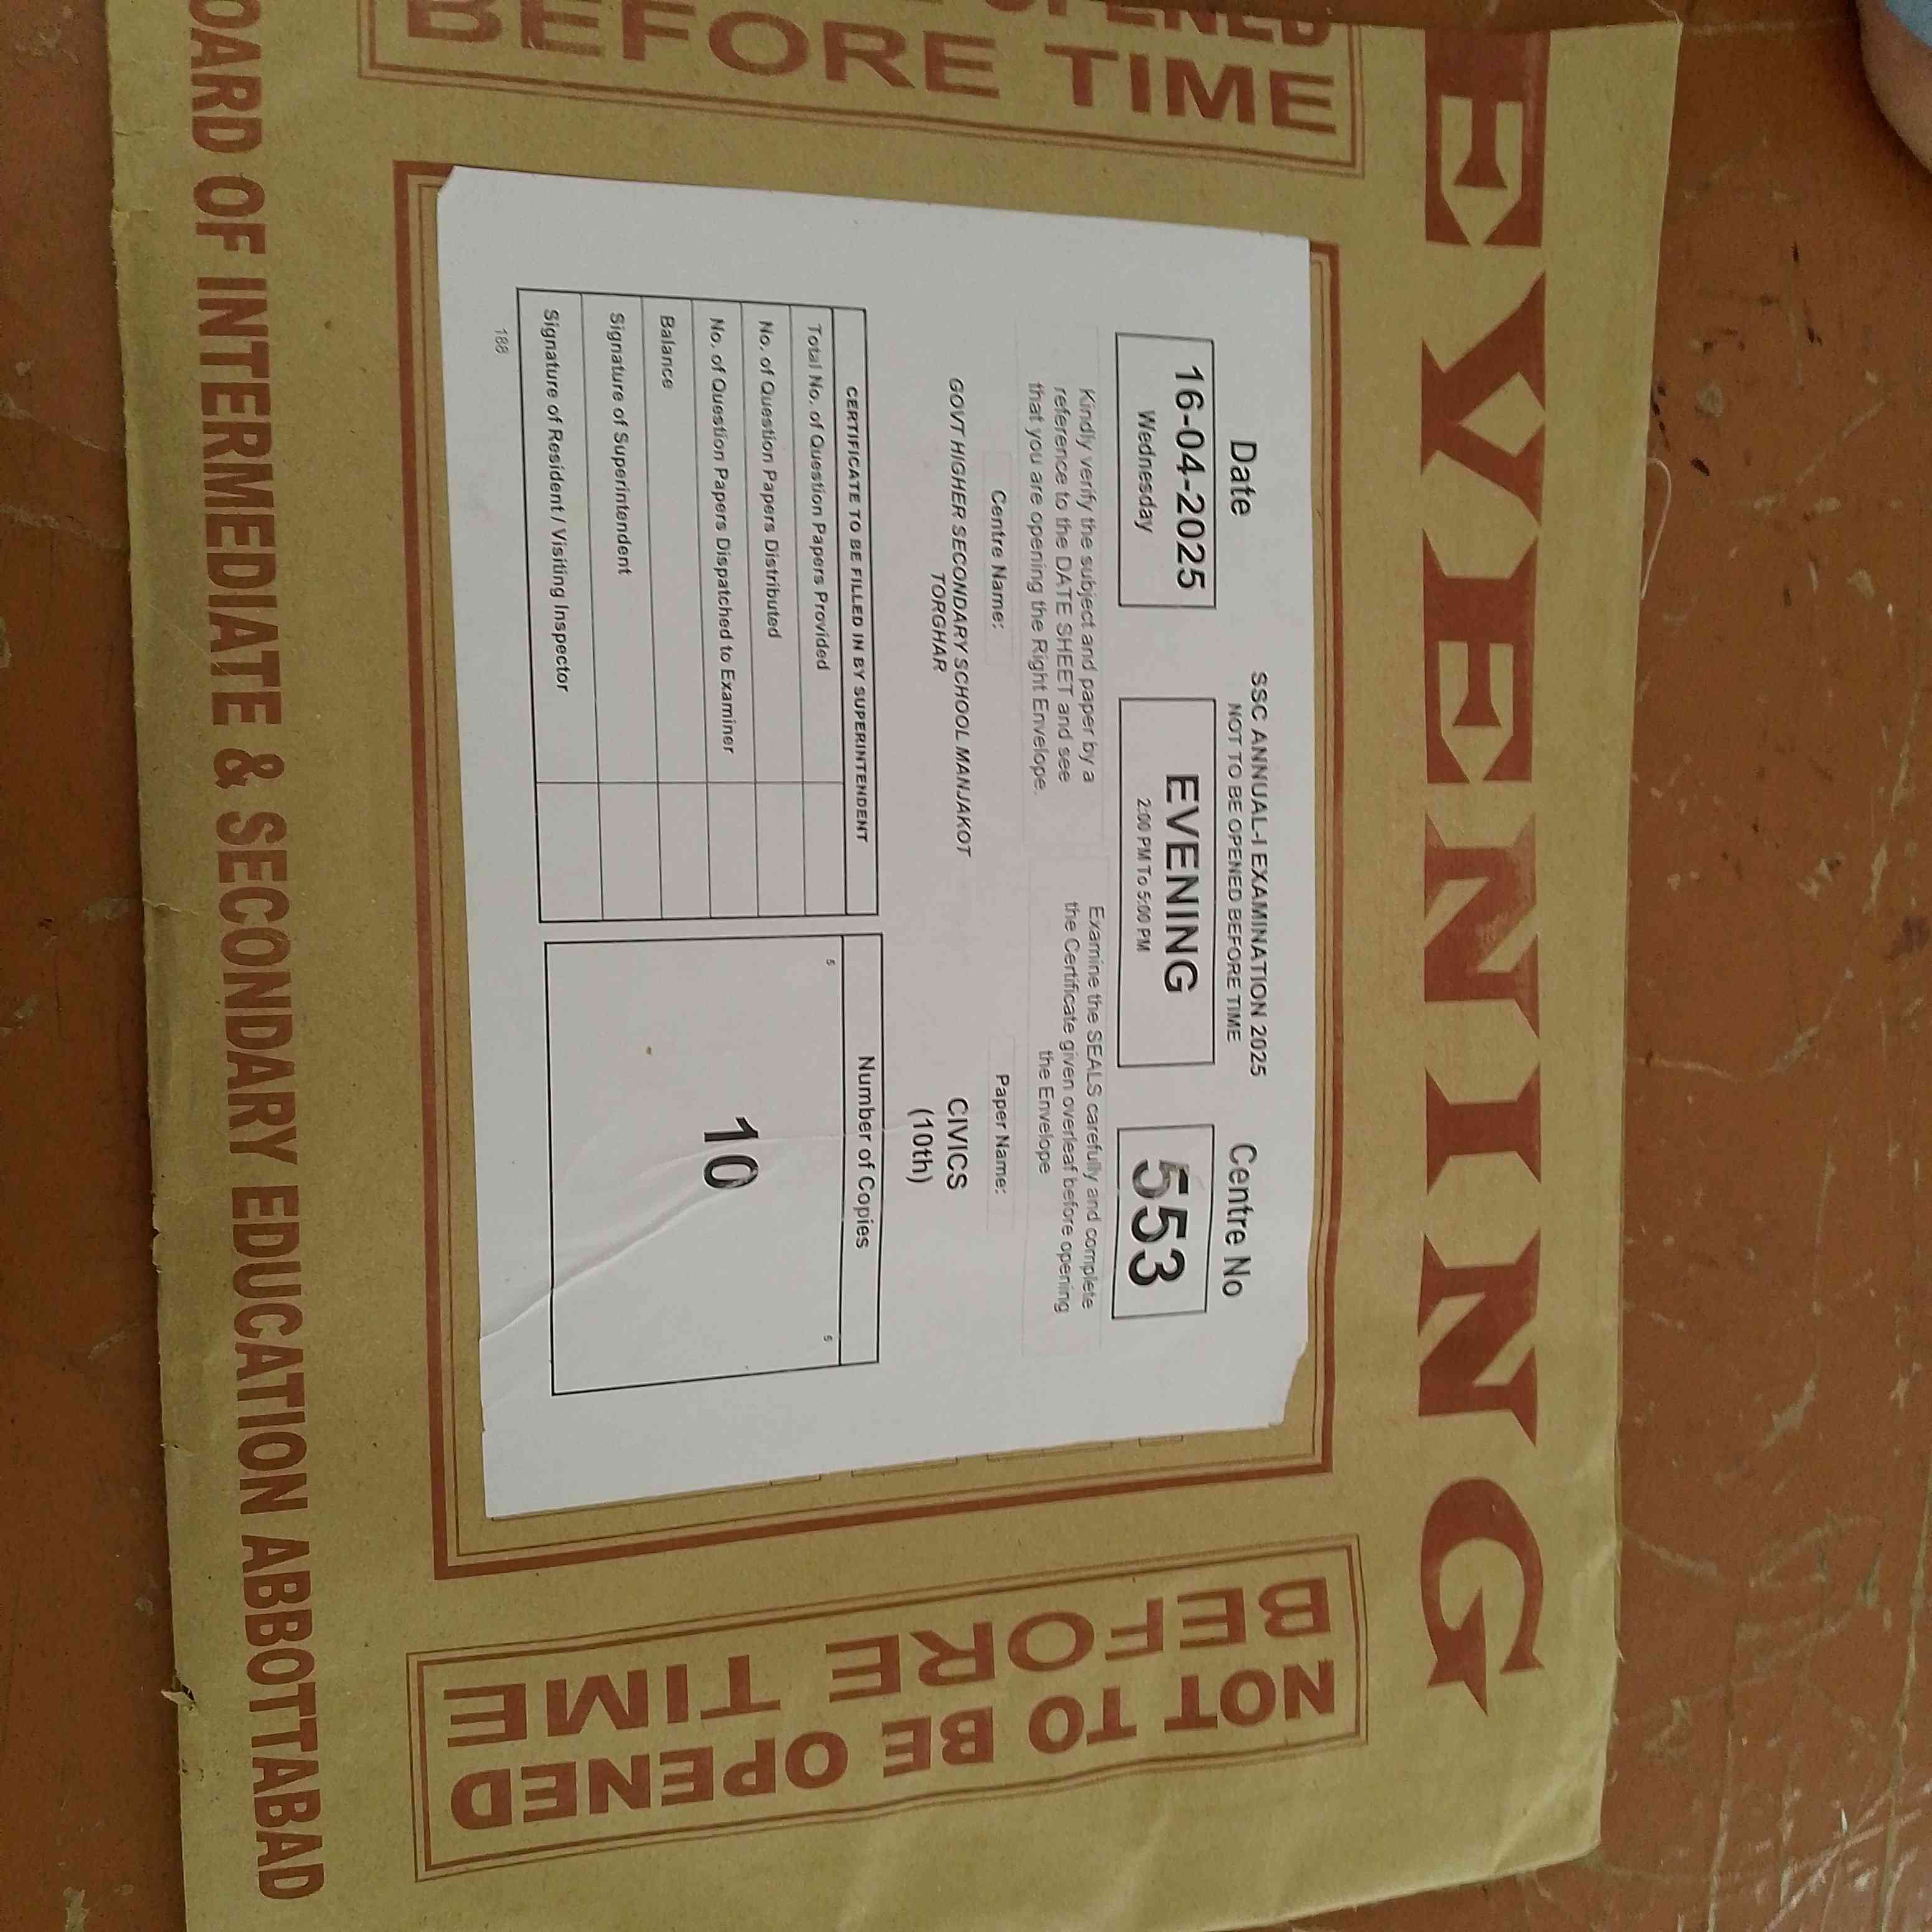 EVENING
OPENED
BEFORE TIME
SSC ANNUAL-I EXAMINATION 2025
NOT TO BE OPENED BEFORE TIME
Date
16-04-2025
Wednesday
EVENING
2:00 PM To 5:00 PM
Centre No
553
Kindly verify the subject and paper by a
reference to the DATE SHEET and see
that you are opening the Right Envelope.
Examine the SEALS carefully and complete
the Certificate given overleaf before opening
the Envelope
Centre Name:
GOVT HIGHER SECONDARY SCHOOL MANJAKOT
TORGHAR
Paper Name:
CIVICS
(10th)
CERTIFICATE TO BE FILLED IN BY SUPERINTENDENT
Total No. of Question Papers Provided
No. of Question Papers Distributed
No. of Question Papers Dispatched to Examiner
Balance
Signature of Superintendent
Signature of Resident / Visiting Inspector
Number of Copies
5
5
10
188
NOT TO BE OPENED
BEFORE TIME
OARD OF INTERMEDIATE & SECONDARY EDUCATION ABBOTTABAD